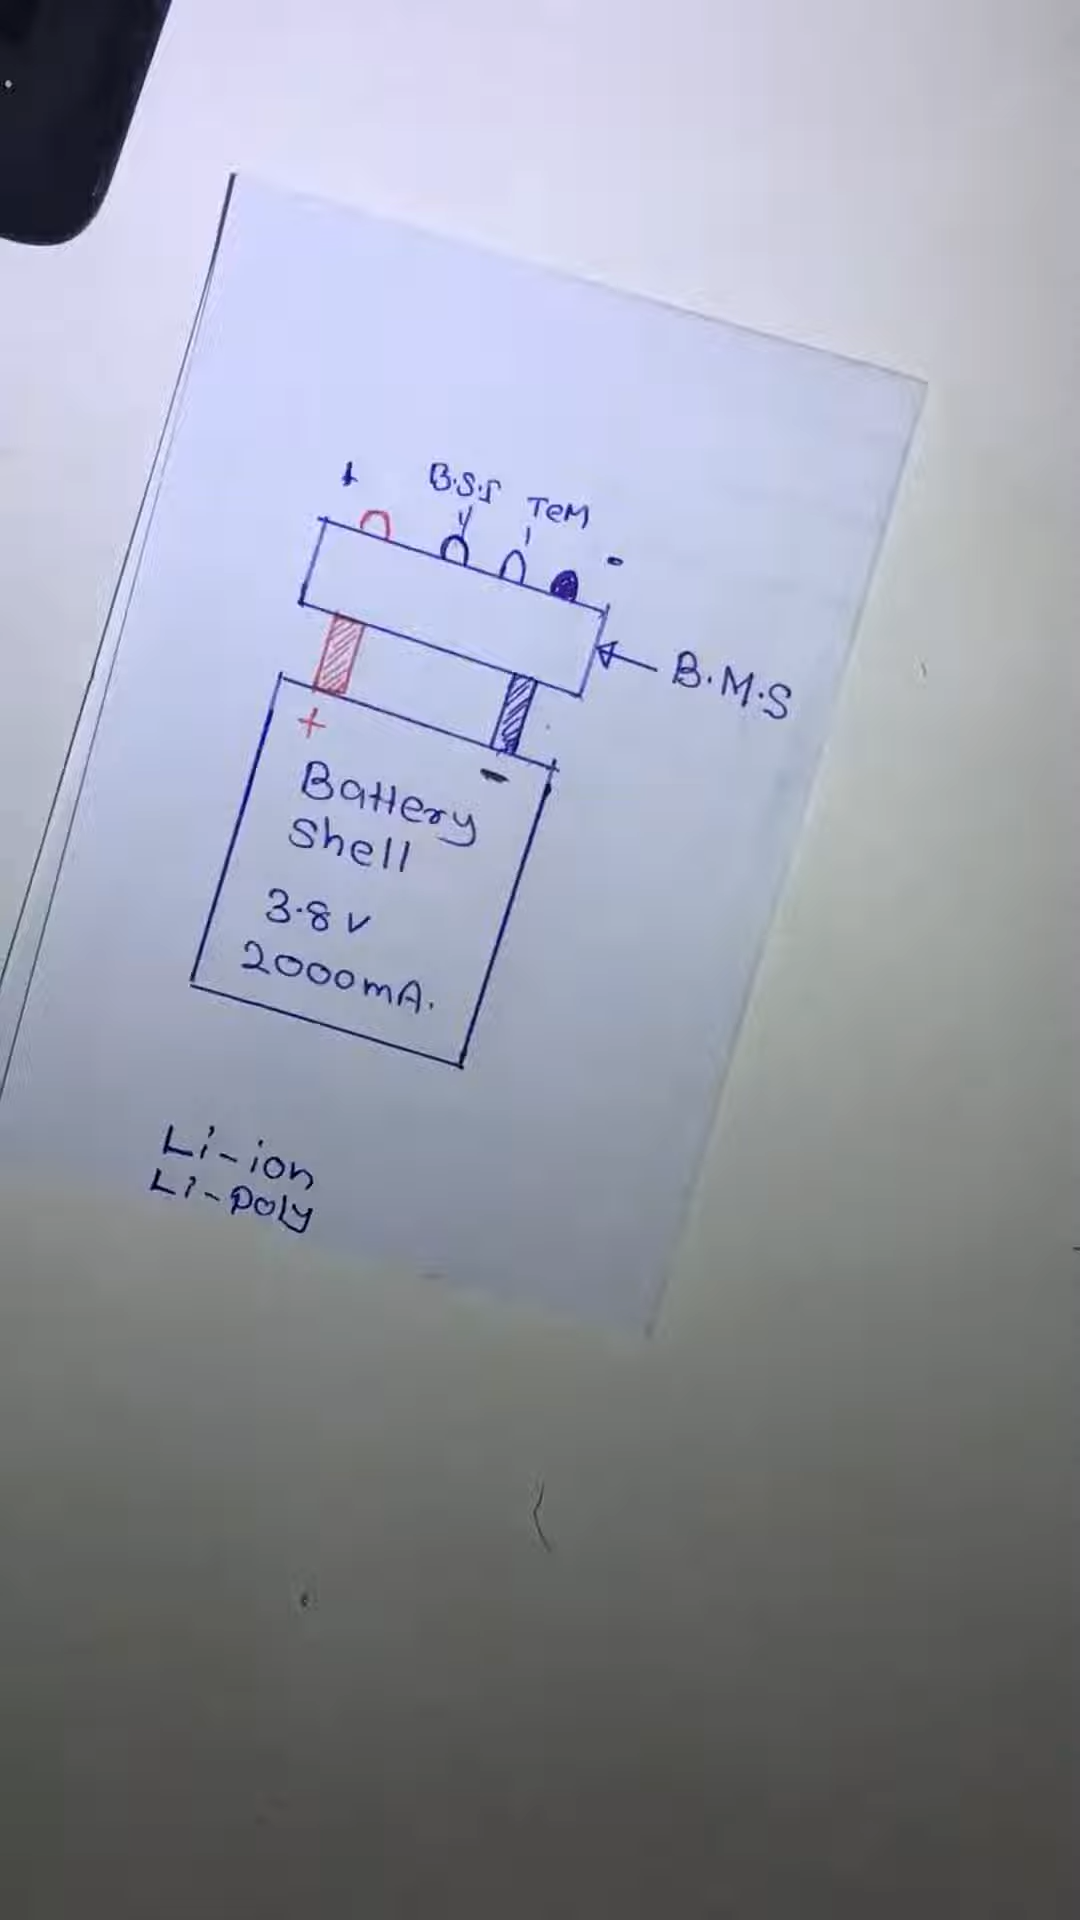 + B.S.I TeM -
B.M.S
+ -
Battery
Shell
3.8 v
2000mA.
Li-ion
Li-poly